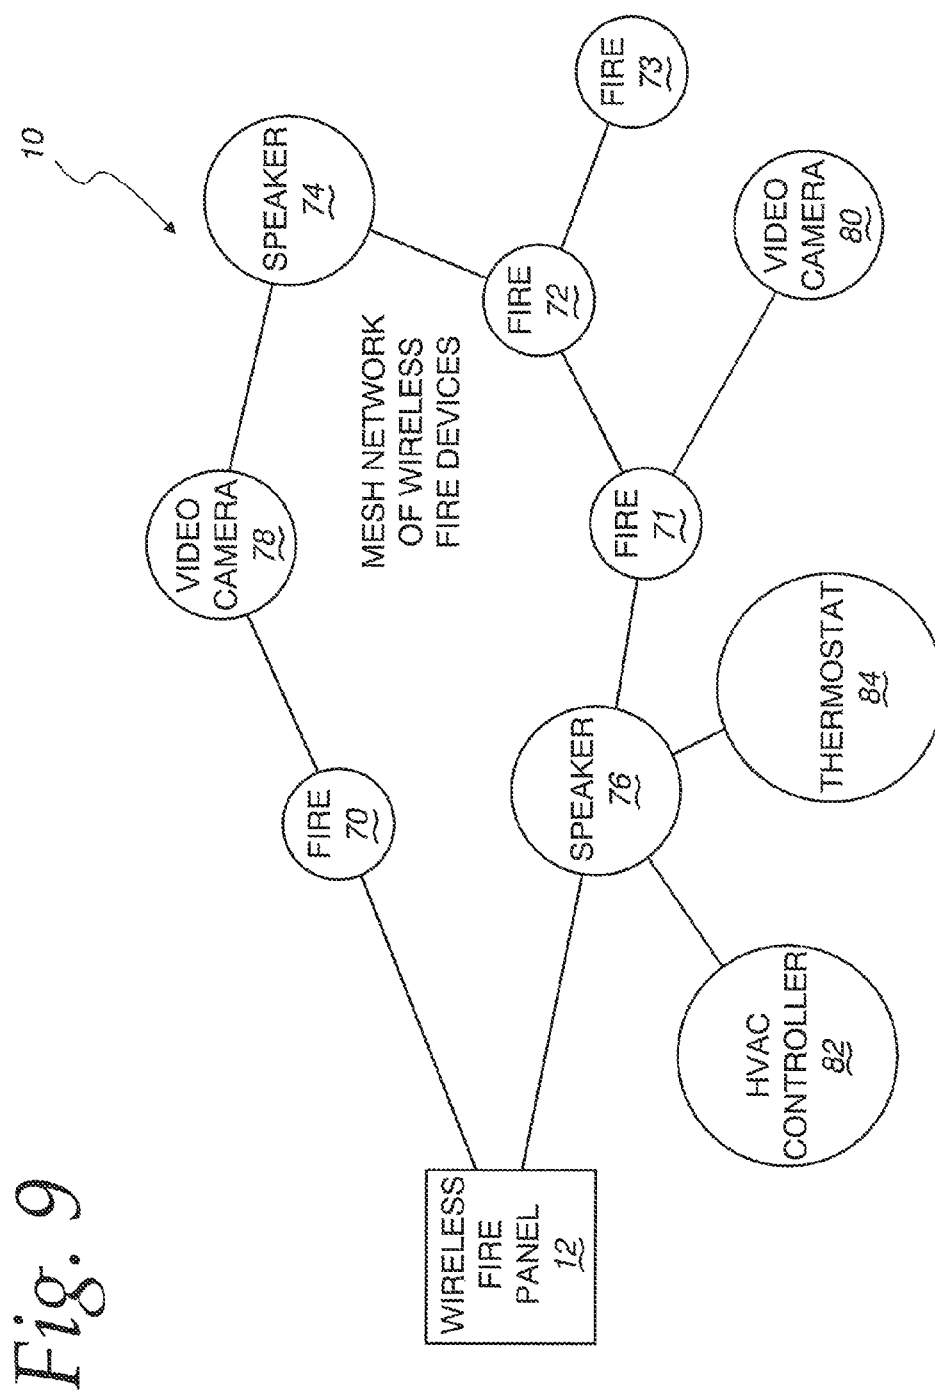 Fig. 9
10
WIRELESS
FIRE
PANEL
12
FIRE
70
VIDEO
CAMERA
78
SPEAKER
74
MESH NETWORK
OF WIRELESS
FIRE DEVICES
FIRE
72
FIRE
73
SPEAKER
76
FIRE
71
VIDEO
CAMERA
80
HVAC
CONTROLLER
82
THERMOSTAT
84